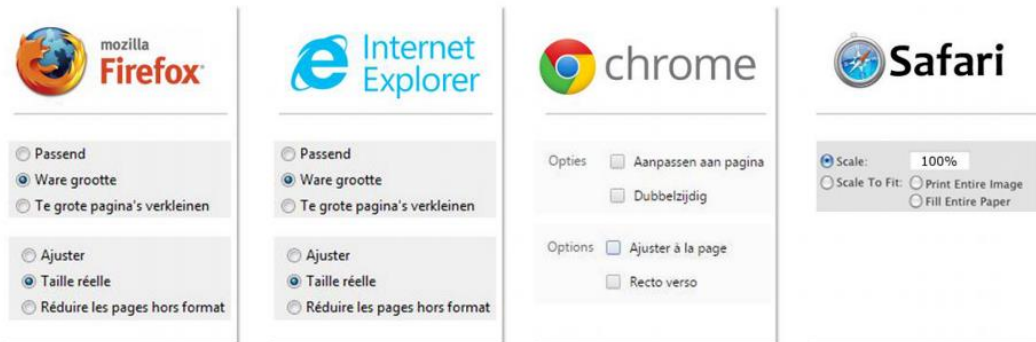 mozilla
Firefox
Passend
Ware grootte
Te grote pagina's verkleinen
Ajuster
Taille réelle
Réduire les pages hors format
Internet
Explorer
Passend
Ware grootte
Te grote pagina's verkleinen
Ajuster
Taille réelle
Réduire les pages hors format
chrome
Opties Aanpassen aan pagina
Dubbelzijdig
Options Ajuster à la page
Recto verso
Safari
Scale: 100%
Scale To Fit: Print Entire Image
Fill Entire Paper